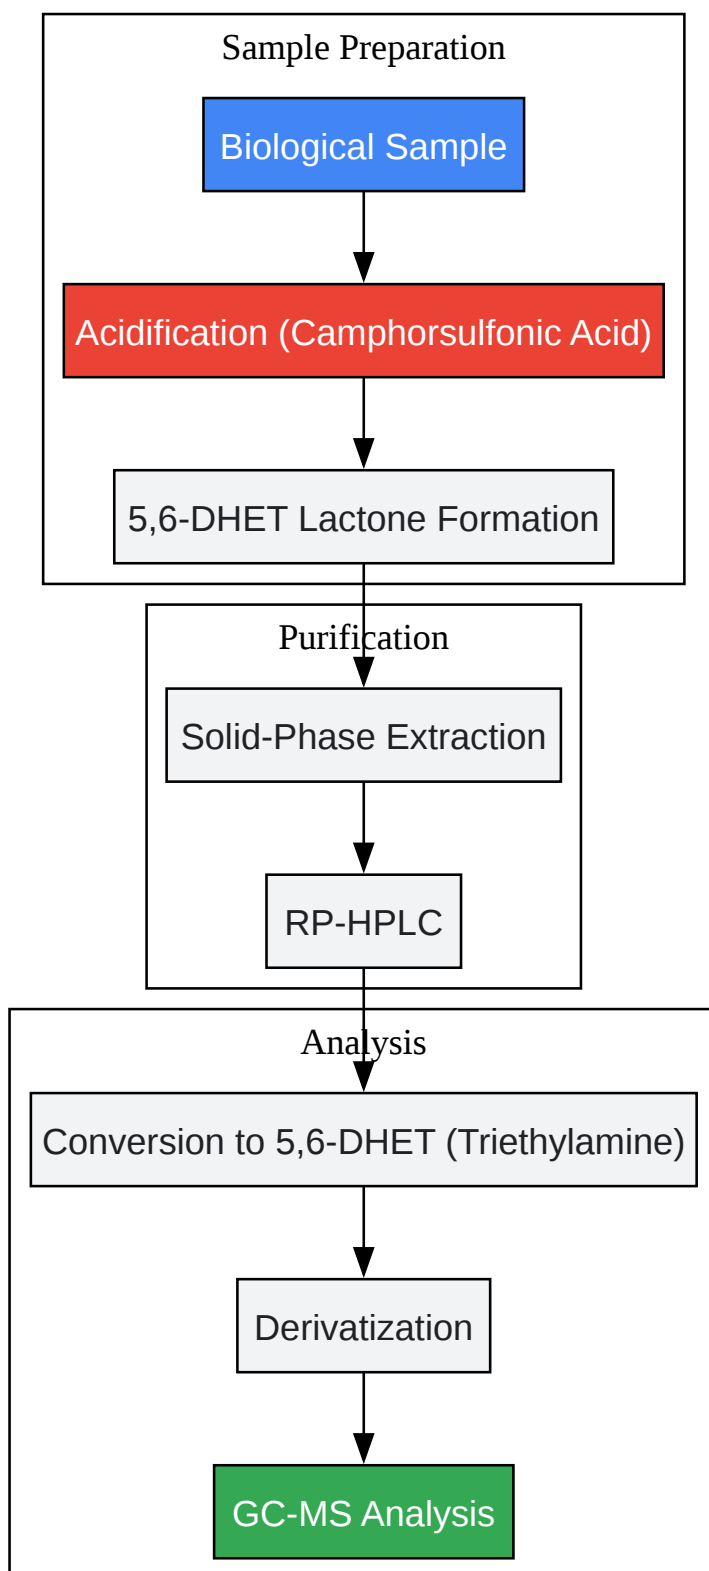 Sample Preparation
Biological Sample
Acidification (Camphorsulfonic Acid)
5,6-DHET Lactone Formation
Purification
Solid-Phase Extraction
RP-HPLC
Analysis
Conversion to 5,6-DHET (Triethylamine)
Derivatization
GC-MS Analysis